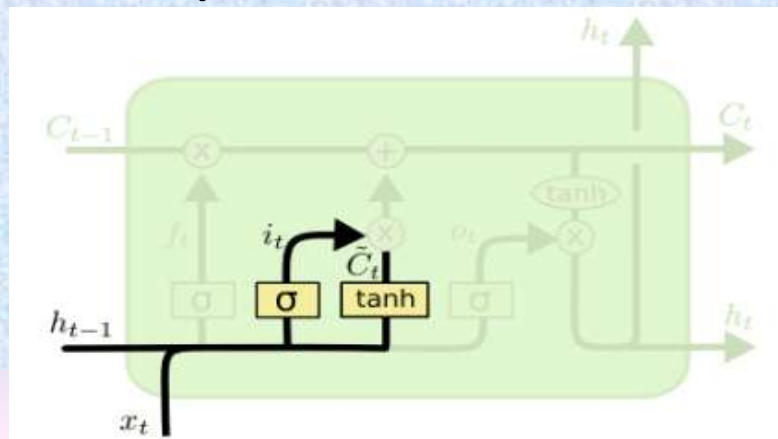 h_t
C_{t-1} × + C_t
tanh
f_t i_t × o_t ×
C̃_t
σ σ tanh σ
h_{t-1} h_t
x_t